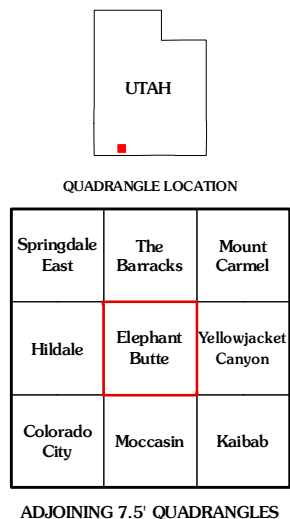 UTAH
QUADRANGLE LOCATION
Springdale
East
The
Barracks
Mount
Carmel
Hildale
Elephant
Butte
Yellowjacket
Canyon
Colorado
City
Moccasin
Kaibab
ADJOINING 7.5' QUADRANGLES